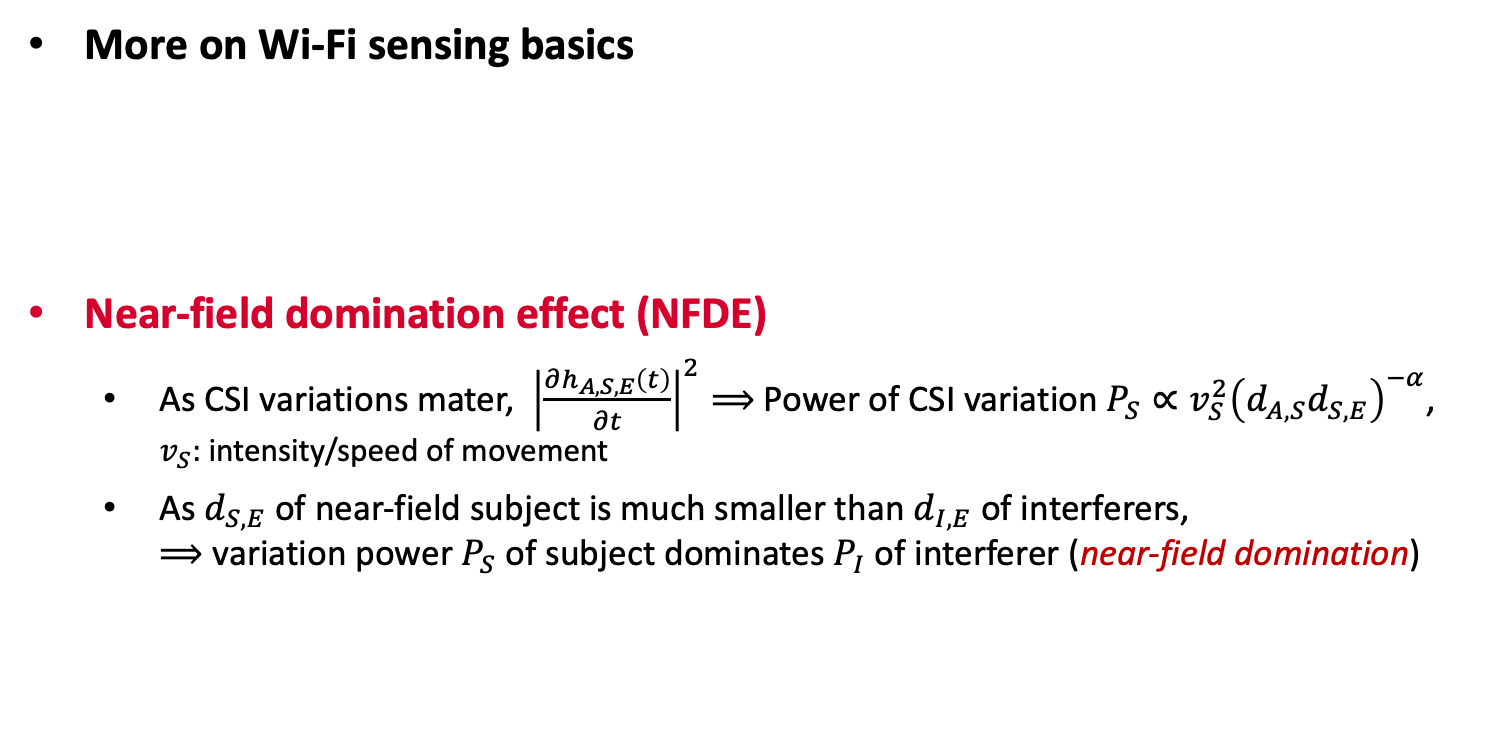 • More on Wi-Fi sensing basics
• Near-field domination effect (NFDE)
• As CSI variations mater, |∂h_{A,S,E}(t)/∂t|² ⟹ Power of CSI variation P_S ∝ v_S²(d_{A,S}d_{S,E})^{−α},
v_S: intensity/speed of movement
• As d_{S,E} of near-field subject is much smaller than d_{I,E} of interferers,
⟹ variation power P_S of subject dominates P_I of interferer (near-field domination)